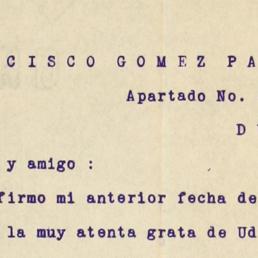 CISCO GOMEZ PA
Apartado No.
D
y amigo :
firmo mi anterior fecha de
la muy atenta grata de Ud